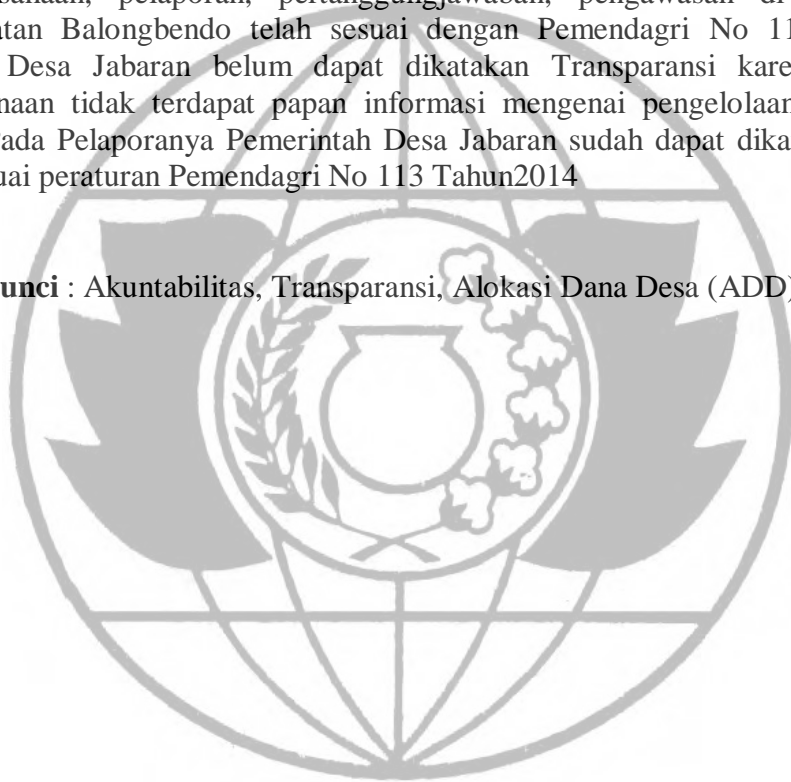 sanaan, pelaporan, pertanggungjawaban, pengawasan di
atan Balongbendo telah sesuai dengan Pemendagri No 11
Desa Jabaran belum dapat dikatakan Transparansi kare
naan tidak terdapat papan informasi mengenai pengelolaan
ada Pelaporanya Pemerintah Desa Jabaran sudah dapat dika
uai peraturan Pemendagri No 113 Tahun2014
unci : Akuntabilitas, Transparansi, Alokasi Dana Desa (ADD)